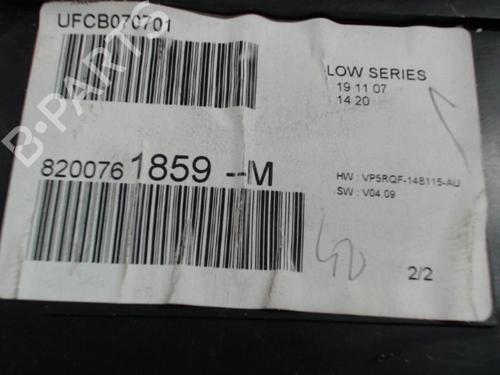 UFCB070701
LOW SERIES
19 11 07
14 20
8200761859--M
HW : VP5RQF-14B115-AU
SW : V04.09
2/2
B-PARTS